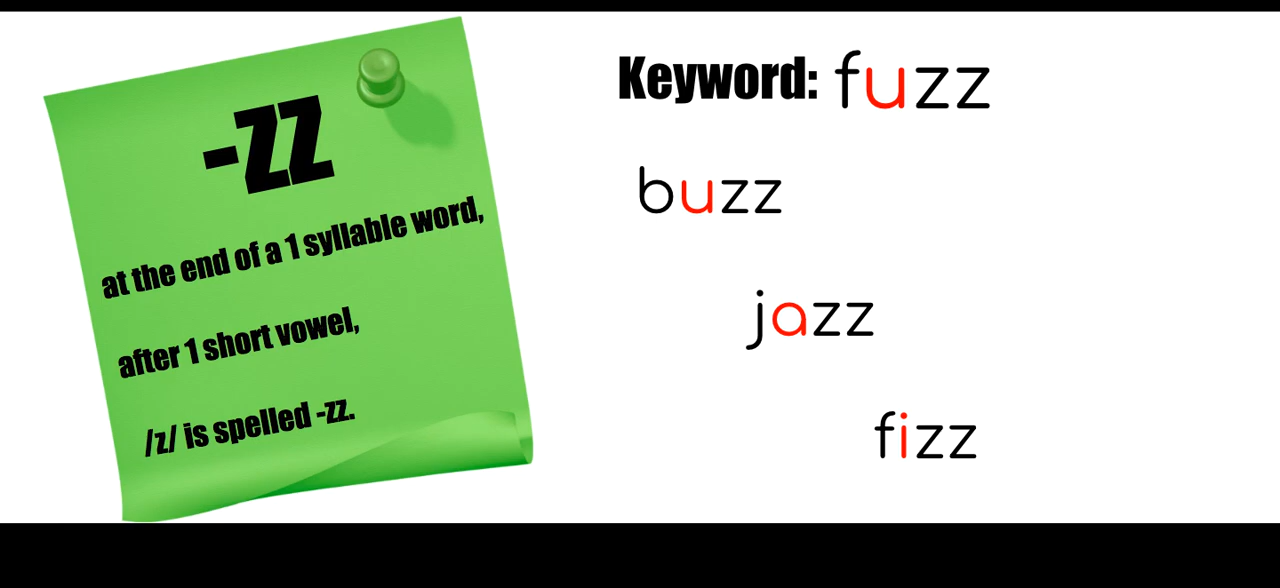 -zz
at the end of a 1 syllable word,
after 1 short vowel,
/z/ is spelled -zz.
Keyword: fuzz
buzz
jazz
fizz